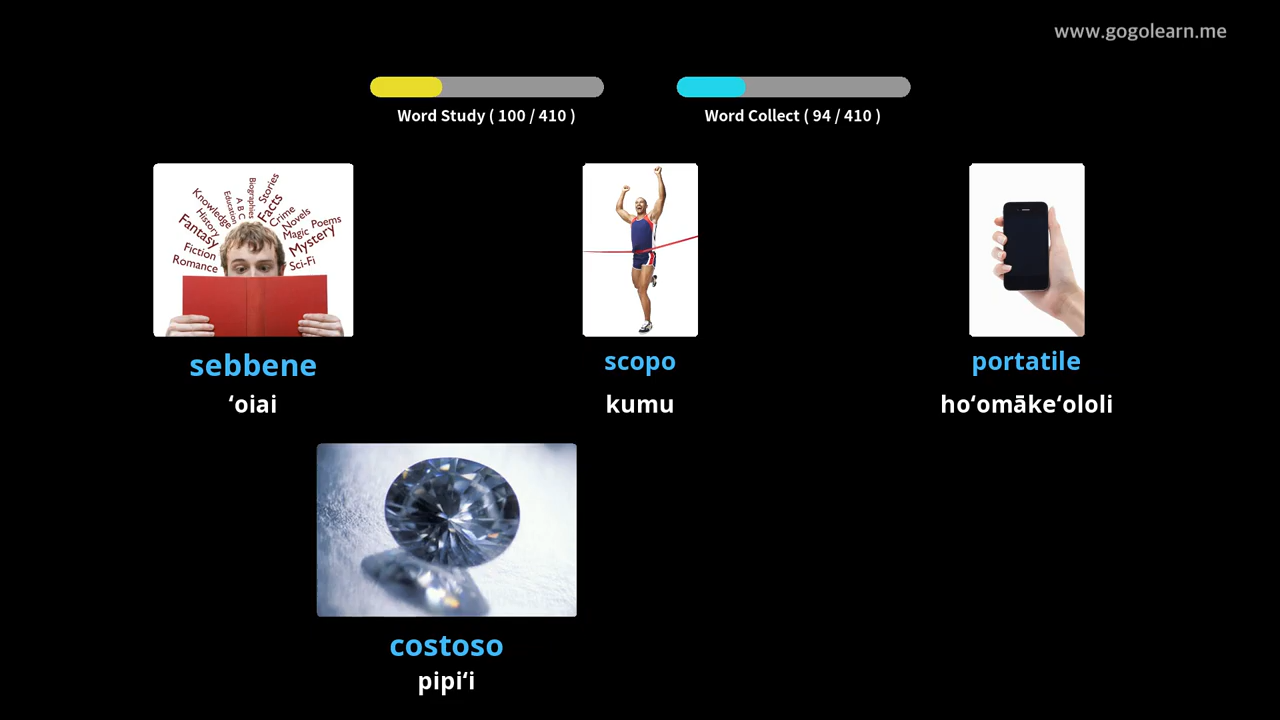 www.gogolearn.me
Word Study ( 100 / 410 )
Word Collect ( 94 / 410 )
Knowledge
History
Fantasy
Fiction
Romance
Education
A B C
Biographies
Stories
Facts
Crime
Novels
Magic
Poems
Mystery
Sci-Fi
sebbene
scopo
portatile
ʻoiai
kumu
hoʻomākeʻololi
costoso
pipiʻi